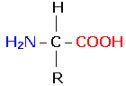 H
H₂N – C – COOH
R